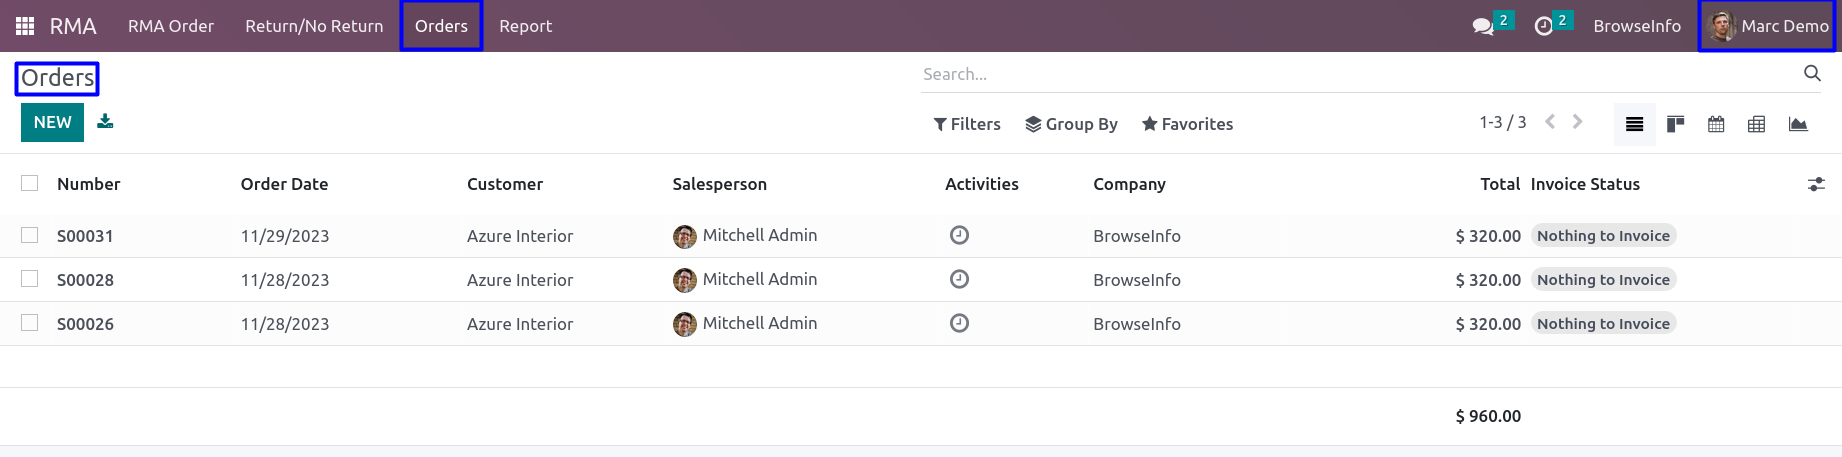 RMA RMA Order Return/No Return Orders Report 2 2 BrowseInfo Marc Demo
Orders Search...
NEW Filters Group By Favorites 1-3 / 3
Number Order Date Customer Salesperson Activities Company Total Invoice Status
S00031 11/29/2023 Azure Interior Mitchell Admin BrowseInfo $ 320.00 Nothing to Invoice
S00028 11/28/2023 Azure Interior Mitchell Admin BrowseInfo $ 320.00 Nothing to Invoice
S00026 11/28/2023 Azure Interior Mitchell Admin BrowseInfo $ 320.00 Nothing to Invoice
$ 960.00